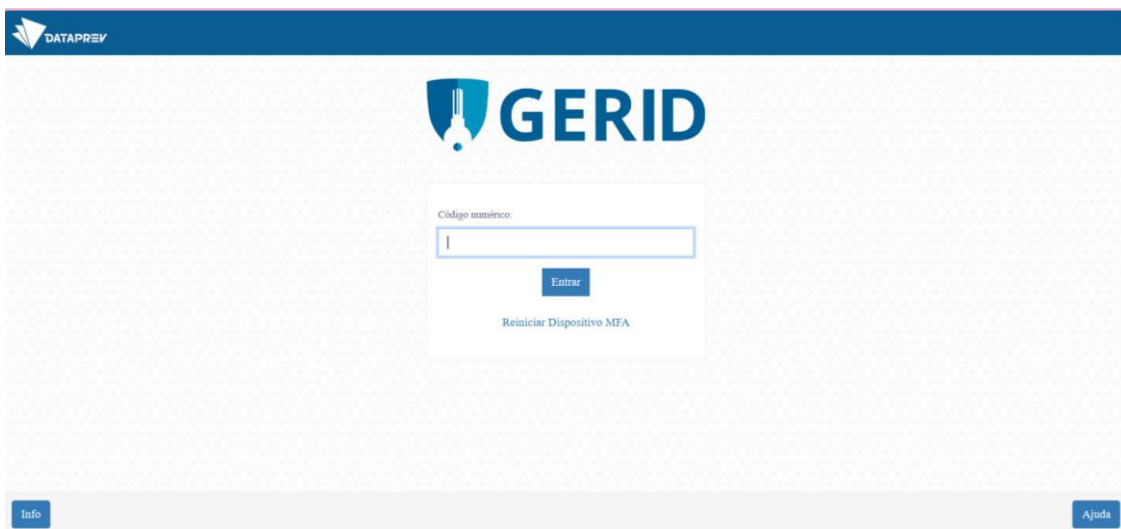 DATAPREV
GERID
Código numérico:
Entrar
Reiniciar Dispositivo MFA
Info
Ajuda